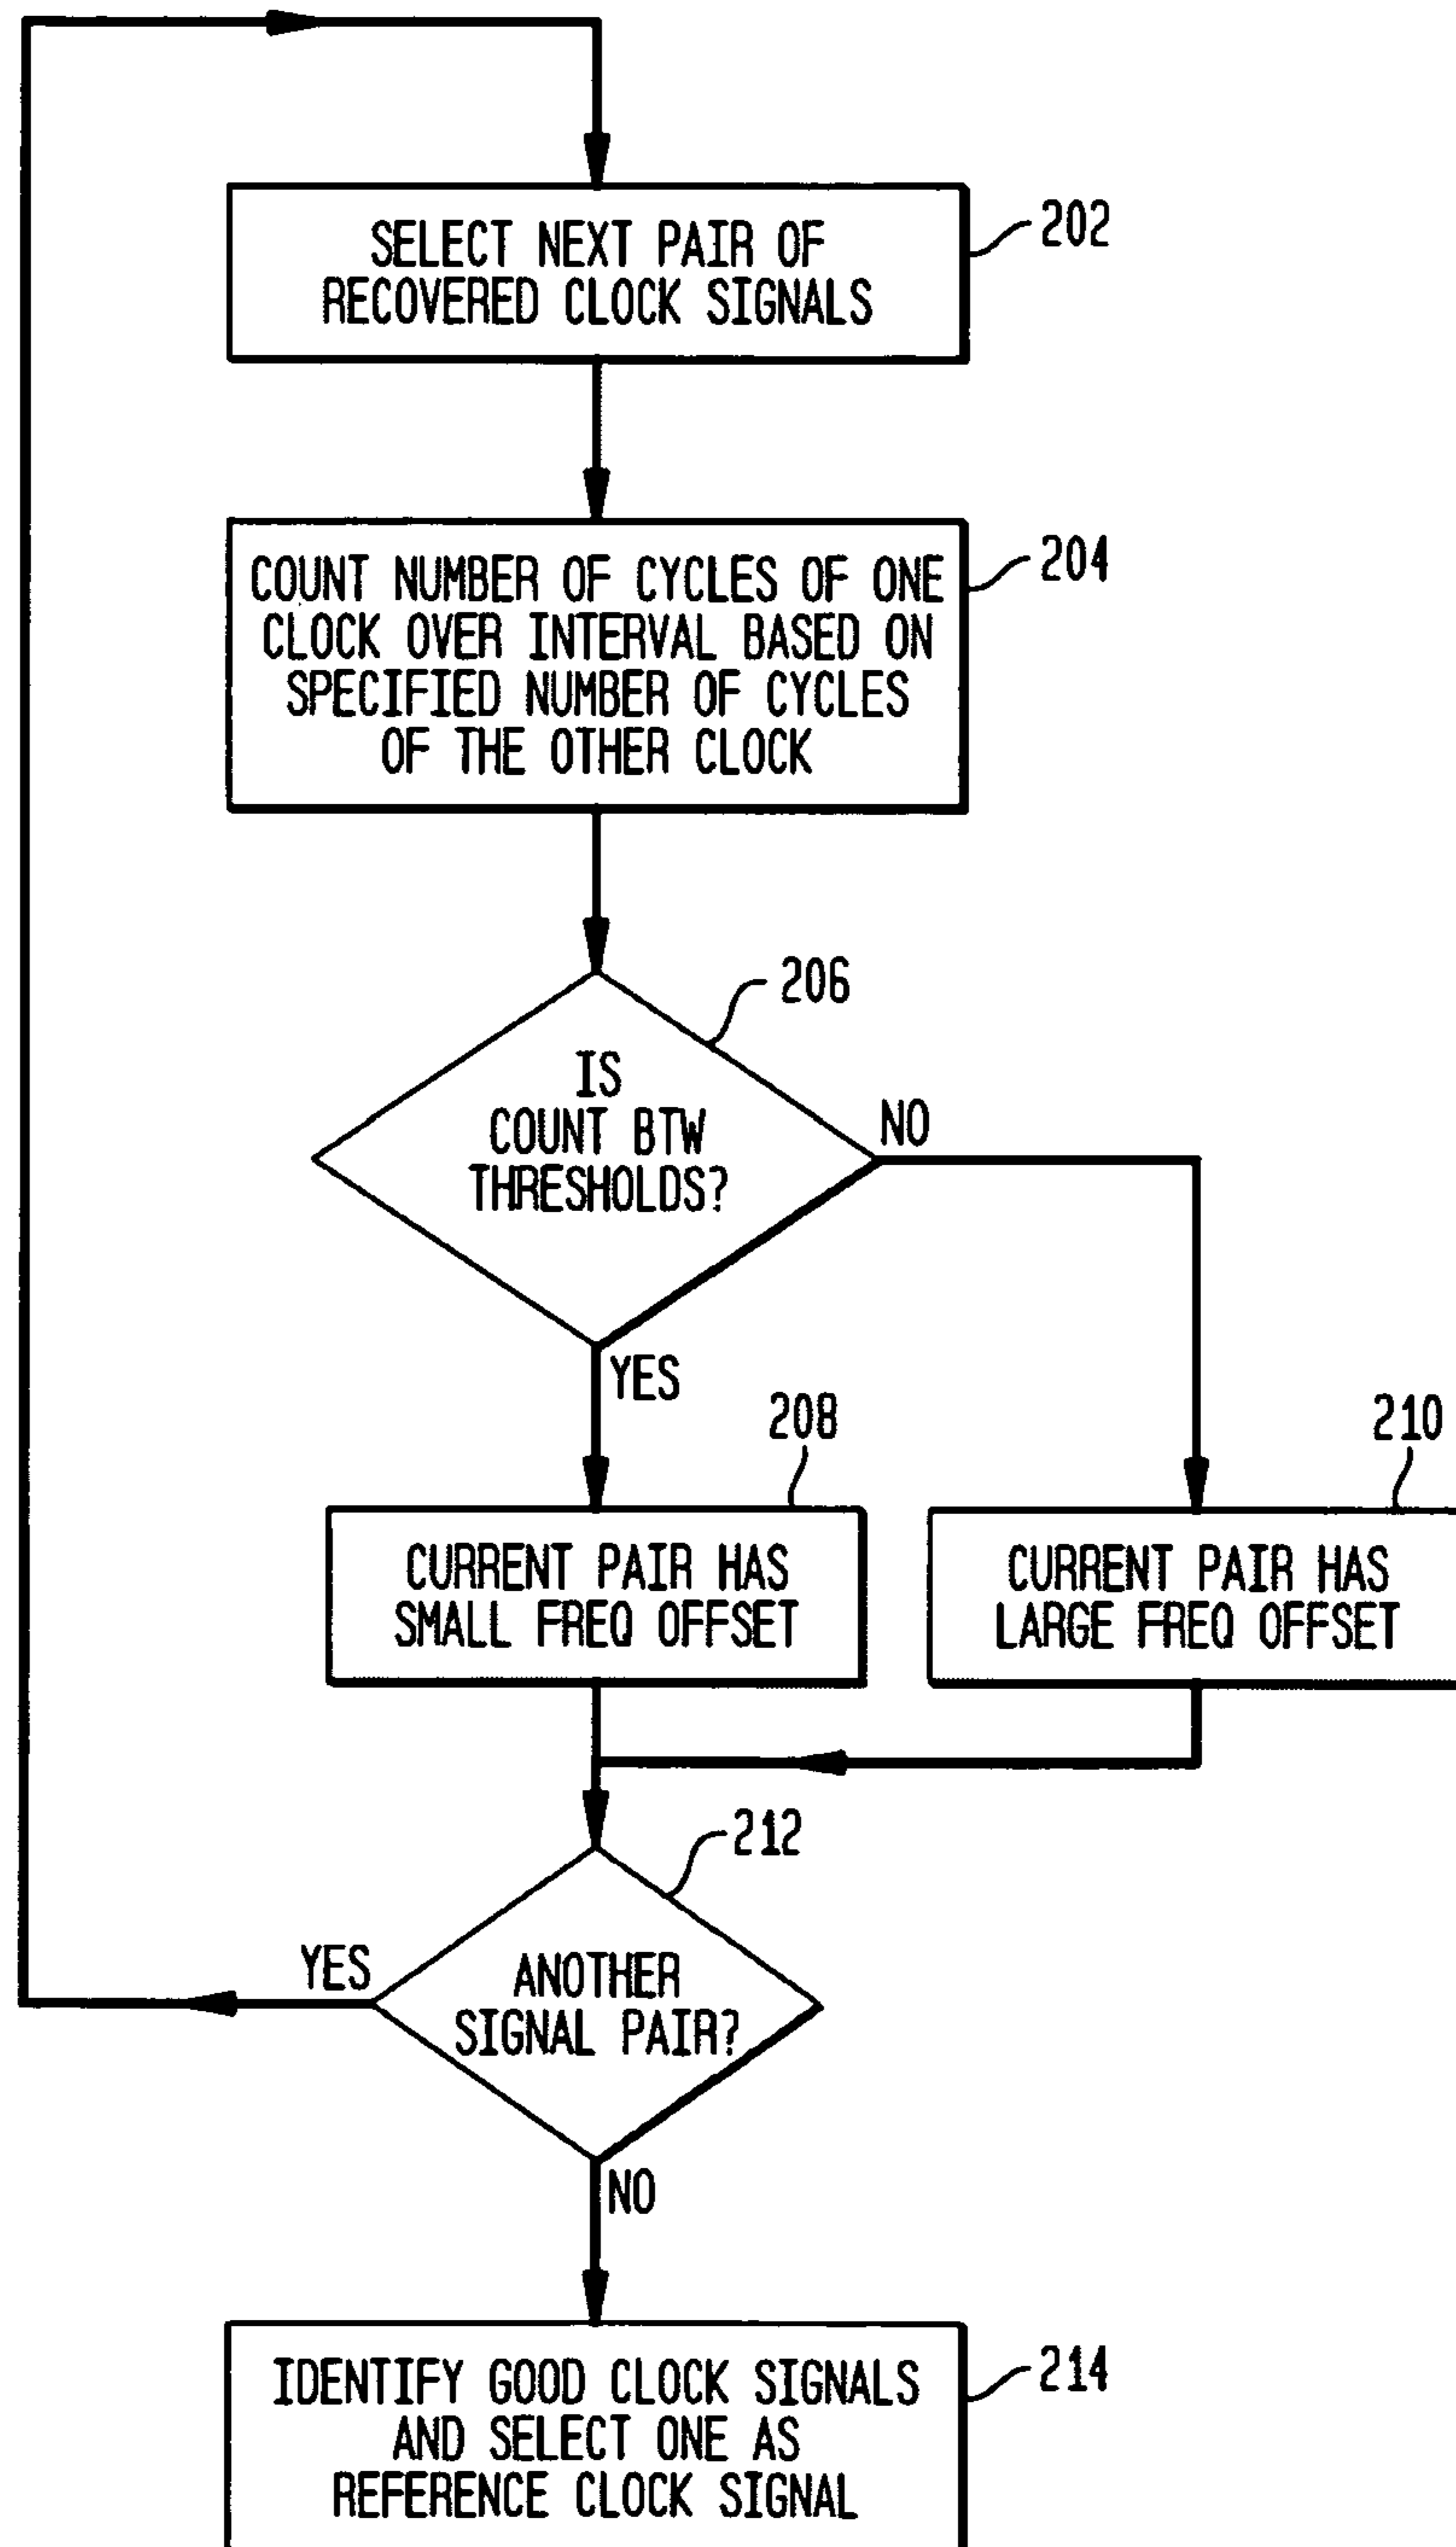 SELECT NEXT PAIR OF
RECOVERED CLOCK SIGNALS
202
COUNT NUMBER OF CYCLES OF ONE
CLOCK OVER INTERVAL BASED ON
SPECIFIED NUMBER OF CYCLES
OF THE OTHER CLOCK
204
206
IS
COUNT BTW
THRESHOLDS?
NO
YES
208
CURRENT PAIR HAS
SMALL FREQ OFFSET
210
CURRENT PAIR HAS
LARGE FREQ OFFSET
212
YES
ANOTHER
SIGNAL PAIR?
NO
IDENTIFY GOOD CLOCK SIGNALS
AND SELECT ONE AS
REFERENCE CLOCK SIGNAL
214